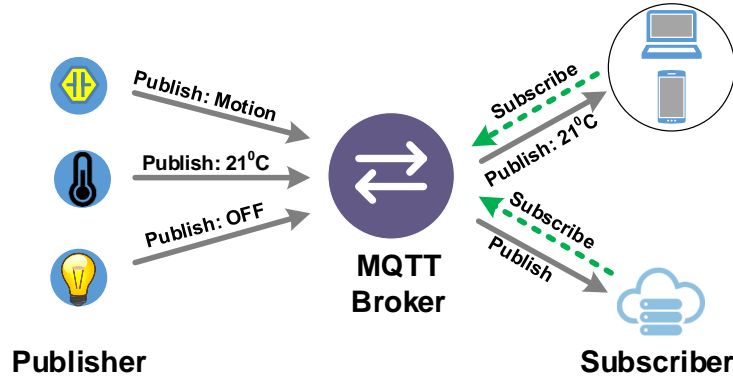 Publish: Motion
Publish: 21⁰C
Publish: OFF
MQTT
Broker
Subscribe
Publish: 21⁰C
Subscribe
Publish
Publisher
Subscriber